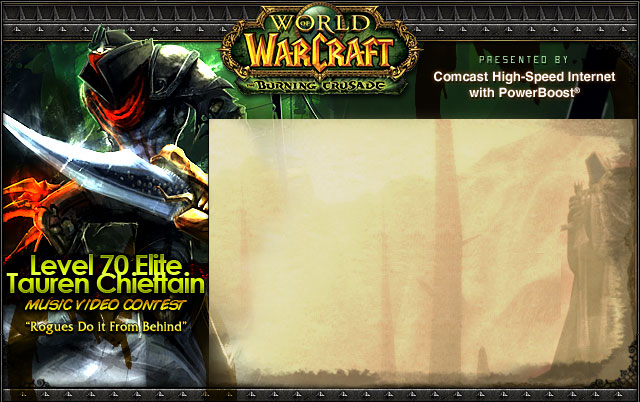 WORLD
OF
WARCRAFT
THE BURNING CRUSADE
PRESENTED BY
Comcast High-Speed Internet
with PowerBoost®
Level 70 Elite
Tauren Chieftain
MUSIC VIDEO CONTEST
"Rogues Do it From Behind"